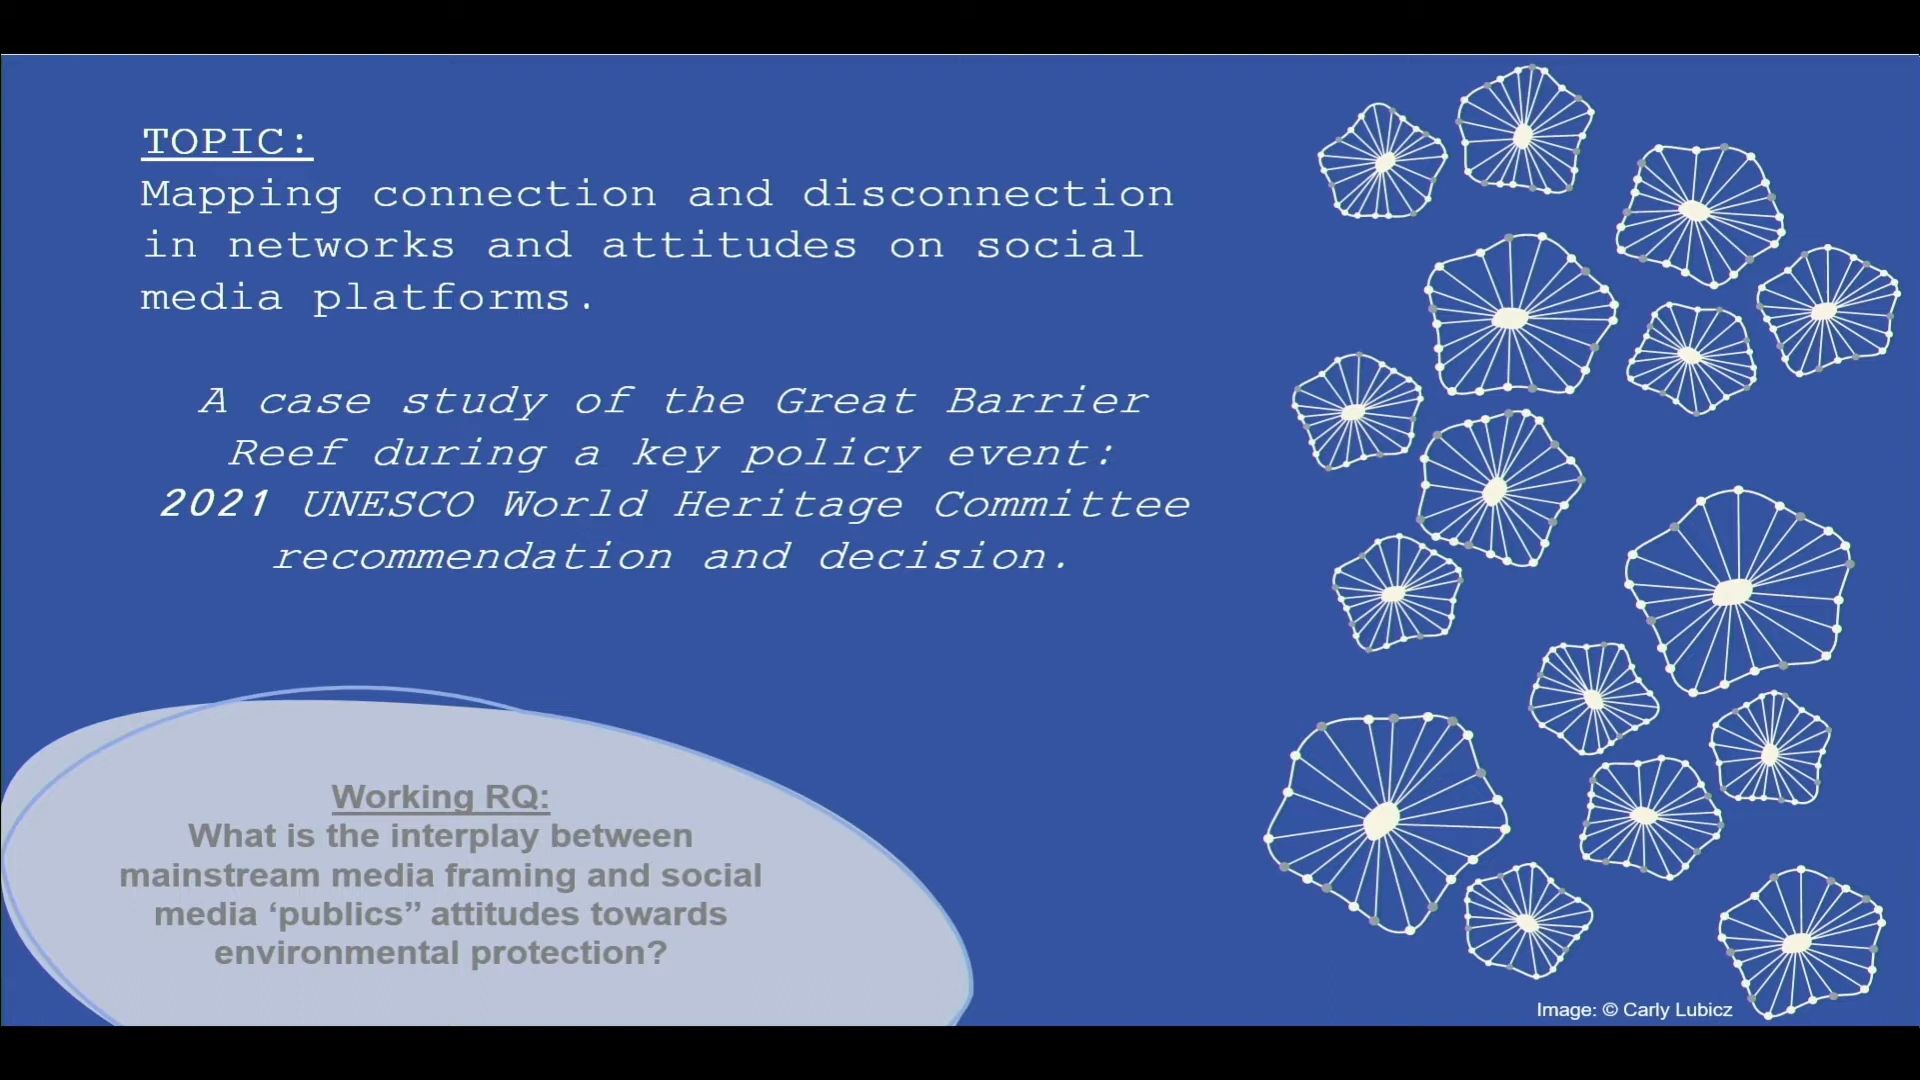 TOPIC:
Mapping connection and disconnection
in networks and attitudes on social
media platforms.
A case study of the Great Barrier
Reef during a key policy event:
2021 UNESCO World Heritage Committee
recommendation and decision.
Working RQ:
What is the interplay between
mainstream media framing and social
media ‘publics’’ attitudes towards
environmental protection?
Image: © Carly Lubicz